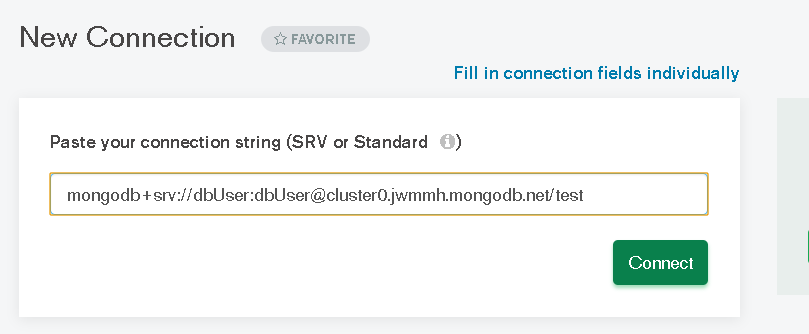 New Connection
FAVORITE
Fill in connection fields individually
Paste your connection string (SRV or Standard i)
mongodb+srv://dbUser:dbUser@cluster0.jwmmh.mongodb.net/test
Connect